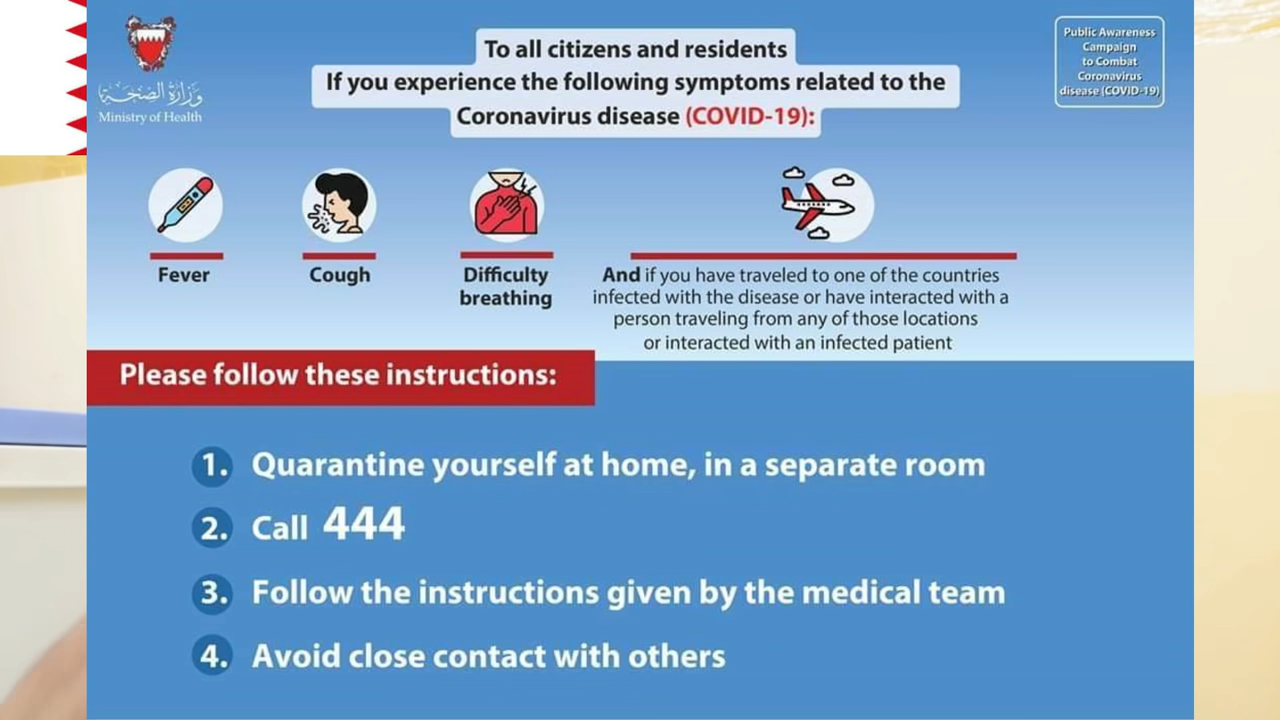 To all citizens and residents
If you experience the following symptoms related to the
Coronavirus disease (COVID-19):
وزارة الصحة
Ministry of Health
Public Awareness
Campaign
to Combat
Coronavirus
disease (COVID-19)
Fever
Cough
Difficulty
breathing
And if you have traveled to one of the countries
infected with the disease or have interacted with a
person traveling from any of those locations
or interacted with an infected patient
Please follow these instructions:
1. Quarantine yourself at home, in a separate room
2. Call 444
3. Follow the instructions given by the medical team
4. Avoid close contact with others